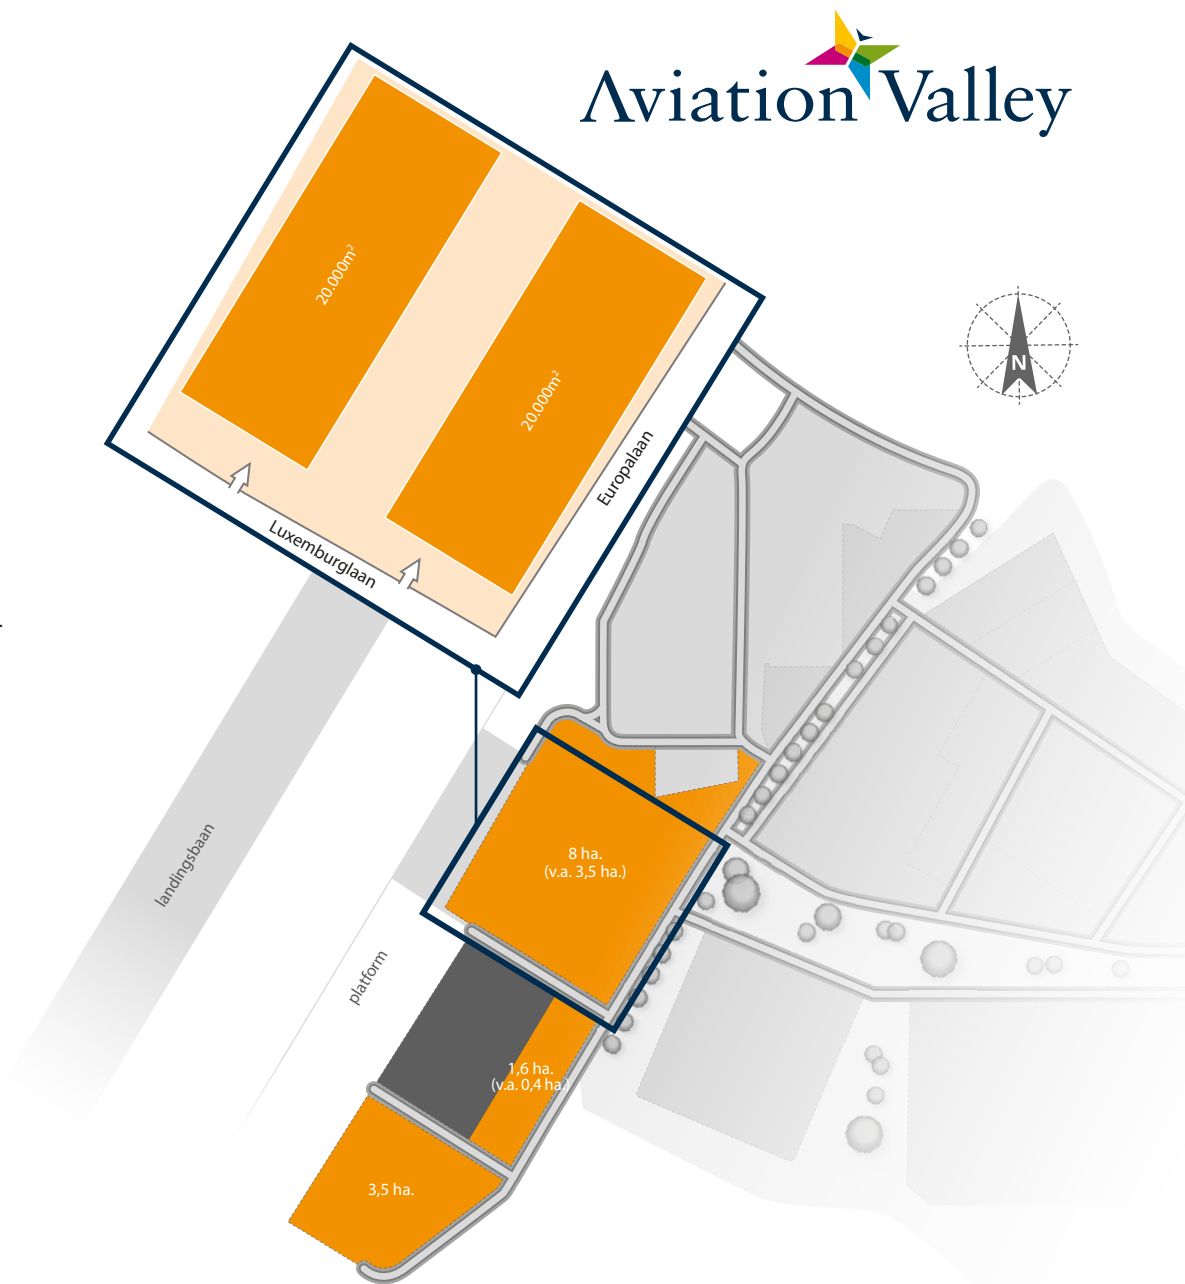 Aviation Valley
20.000m²
20.000m²
Europalaan
Luxemburglaan
N
landingsbaan
platform
8 ha.
(v.a. 3,5 ha.)
1,6 ha.
(v.a. 0,4 ha.)
3,5 ha.